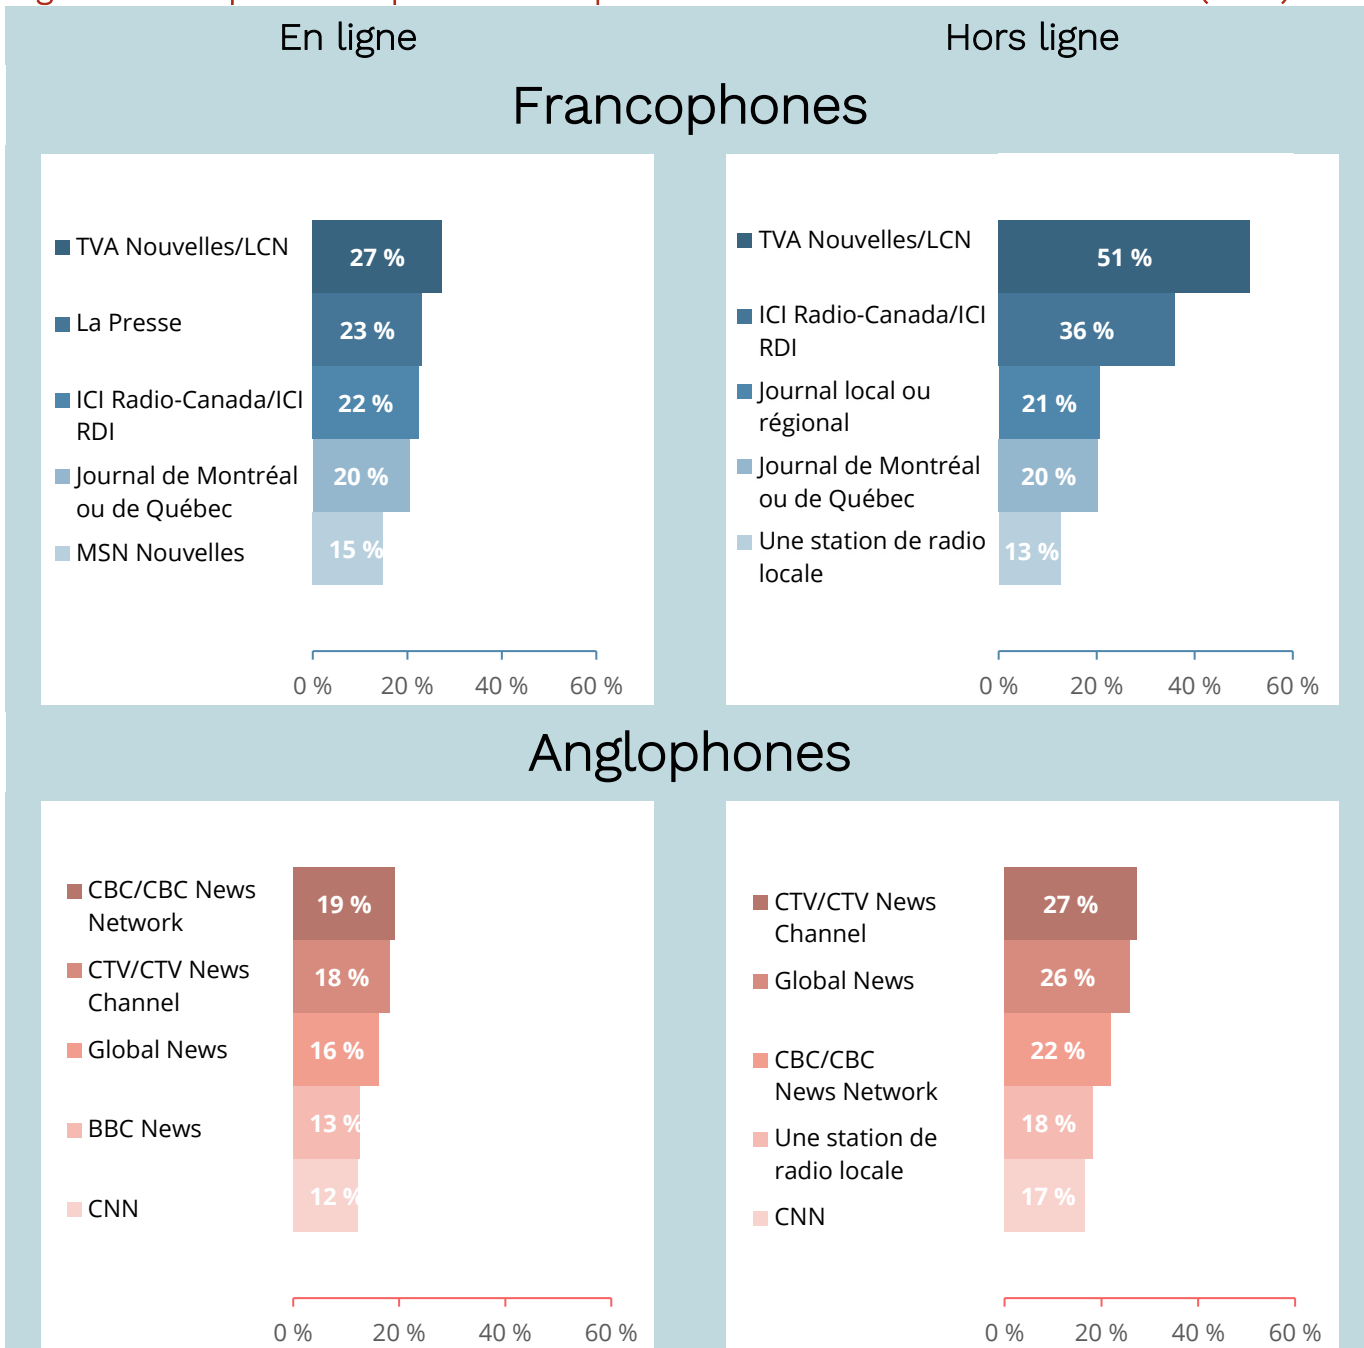 En ligne
Hors ligne
Francophones
TVA Nouvelles/LCN
La Presse
ICI Radio-Canada/ICI
RDI
Journal de Montréal
ou de Québec
MSN Nouvelles
27 %
23 %
22 %
20 %
15 %
0 % 20 % 40 % 60 %
TVA Nouvelles/LCN
ICI Radio-Canada/ICI
RDI
Journal local ou
régional
Journal de Montréal
ou de Québec
Une station de radio
locale
51 %
36 %
21 %
20 %
13 %
0 % 20 % 40 % 60 %
Anglophones
CBC/CBC News
Network
CTV/CTV News
Channel
Global News
BBC News
CNN
19 %
18 %
16 %
13 %
12 %
0 % 20 % 40 % 60 %
CTV/CTV News
Channel
Global News
CBC/CBC
News Network
Une station de
radio locale
CNN
27 %
26 %
22 %
18 %
17 %
0 % 20 % 40 % 60 %